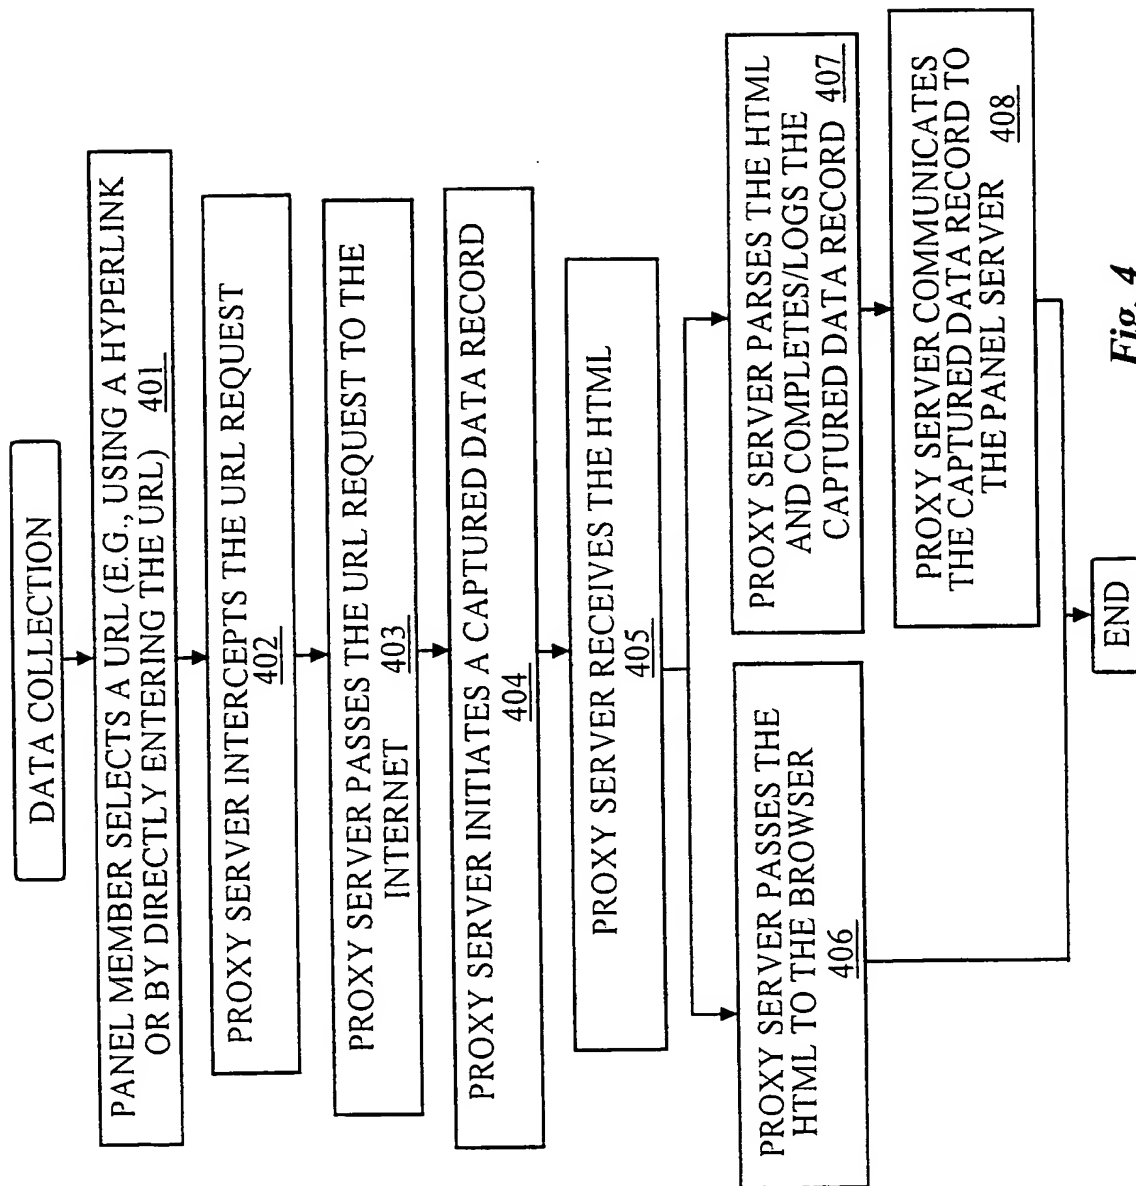 DATA COLLECTION
PANEL MEMBER SELECTS A URL (E.G., USING A HYPERLINK
OR BY DIRECTLY ENTERING THE URL) 401
PROXY SERVER INTERCEPTS THE URL REQUEST
402
PROXY SERVER PASSES THE URL REQUEST TO THE
INTERNET 403
PROXY SERVER INITIATES A CAPTURED DATA RECORD
404
PROXY SERVER RECEIVES THE HTML
405
PROXY SERVER PASSES THE
HTML TO THE BROWSER
406
PROXY SERVER PARSES THE HTML
AND COMPLETES/LOGS THE
CAPTURED DATA RECORD 407
PROXY SERVER COMMUNICATES
THE CAPTURED DATA RECORD TO
THE PANEL SERVER 408
END
Fig. 4